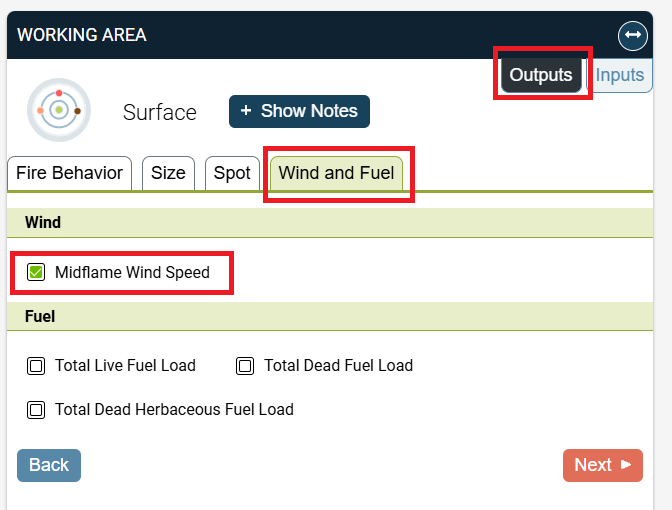 WORKING AREA
Outputs Inputs
Surface + Show Notes
Fire Behavior Size Spot Wind and Fuel
Wind
Midflame Wind Speed
Fuel
Total Live Fuel Load Total Dead Fuel Load
Total Dead Herbaceous Fuel Load
Back Next